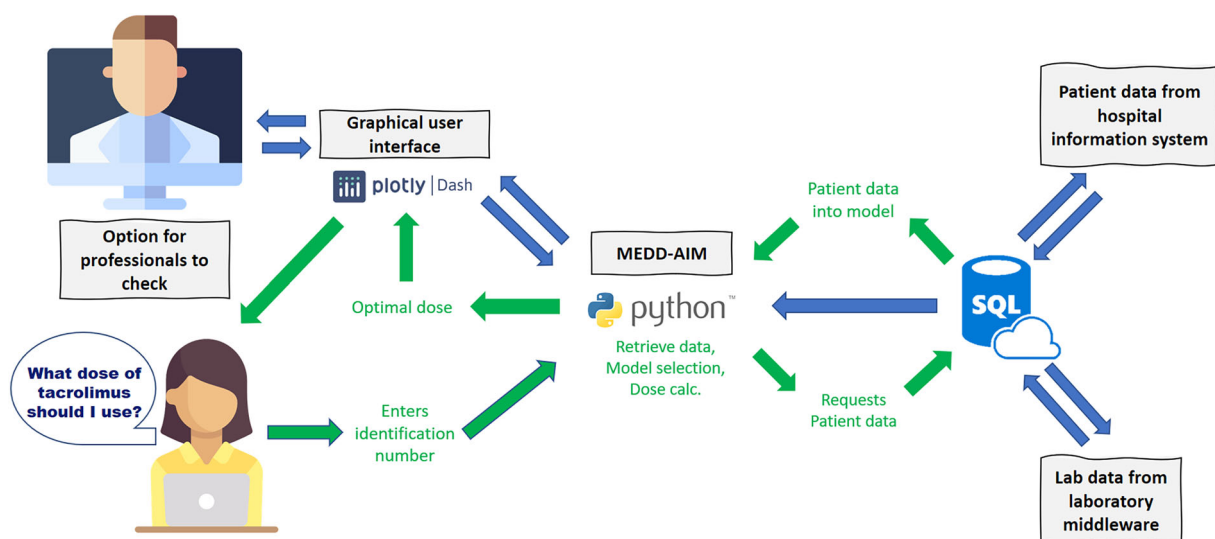 Graphical user
interface
plotly | Dash
Option for
professionals to
check
What dose of
tacrolimus
should I use?
Enters
identification
number
Optimal dose
MEDD-AIM
python™
Retrieve data,
Model selection,
Dose calc.
Patient data
into model
Requests
Patient data
SQL
Patient data from
hospital
information system
Lab data from
laboratory
middleware